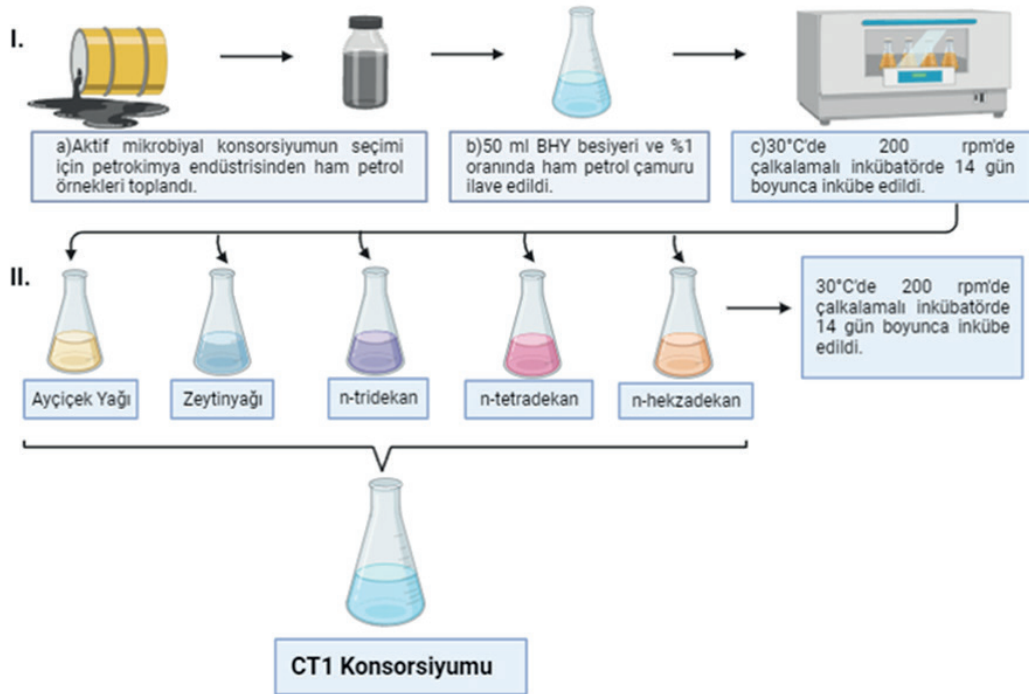 I.
a)Aktif mikrobiyal konsorsiyumun seçimi
için petrokimya endüstrisinden ham petrol
örnekleri toplandı.
b)50 ml BHY besiyeri ve %1
oranında ham petrol çamuru
ilave edildi.
c)30°C'de 200 rpm'de
çalkalamalı inkübatörde 14 gün
boyunca inkübe edildi.
II.
30°C'de 200 rpm'de
çalkalamalı inkübatörde
14 gün boyunca inkübe
edildi.
Ayçiçek Yağı
Zeytinyağı
n-tridekan
n-tetradekan
n-hekzadekan
CT1 Konsorsiyumu